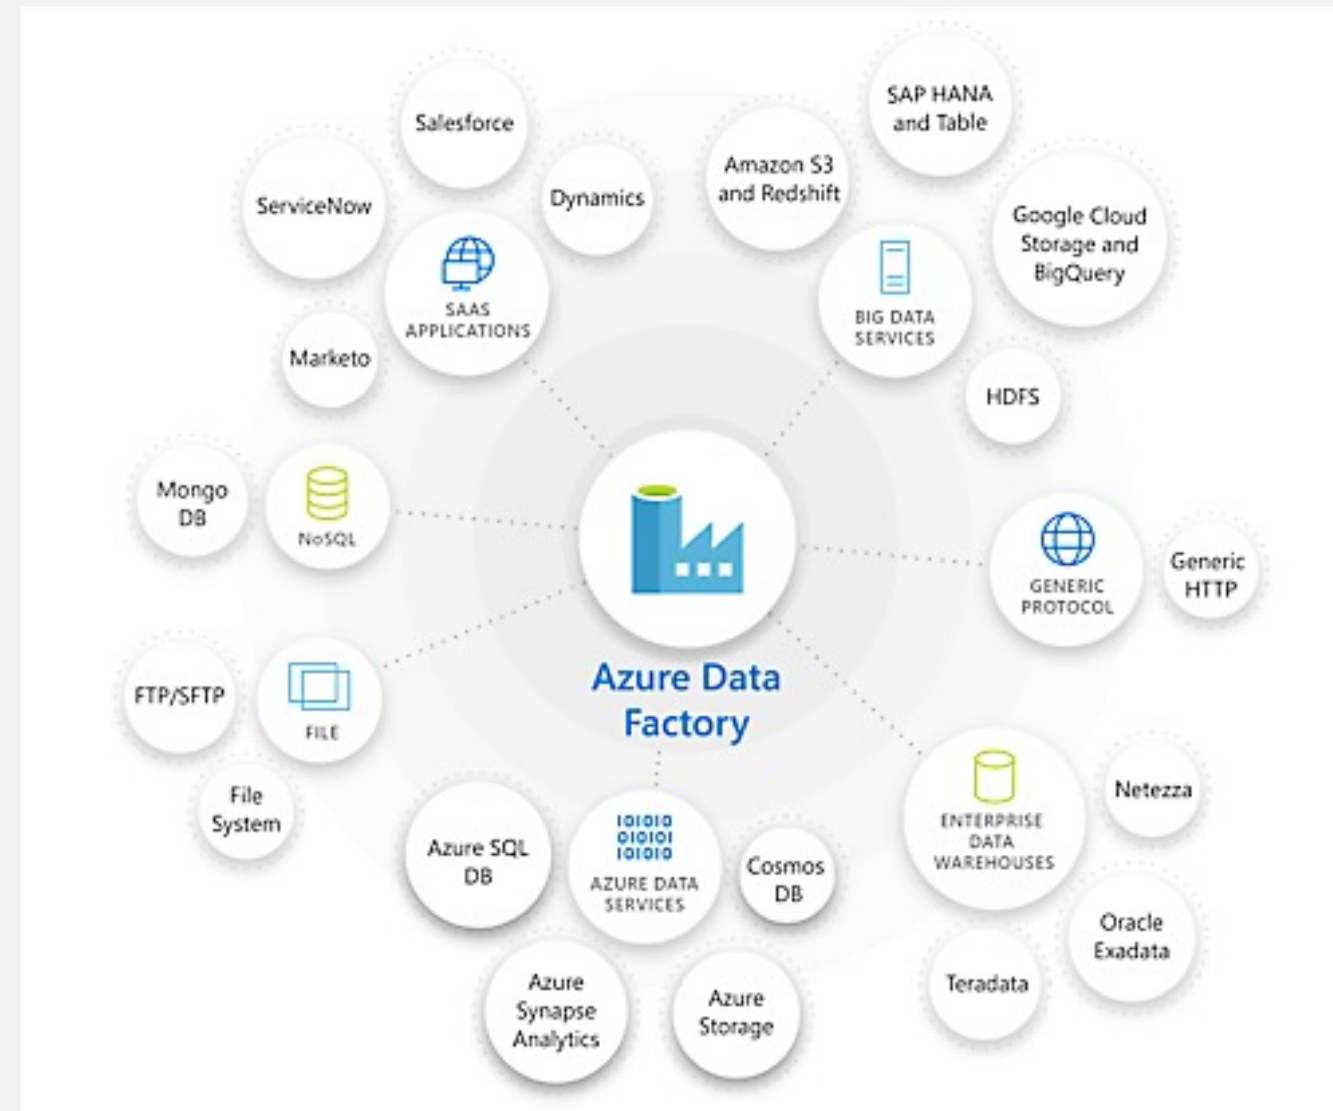 Salesforce
ServiceNow
Dynamics
Marketo
SAAS
APPLICATIONS
Amazon S3
and Redshift
SAP HANA
and Table
Google Cloud
Storage and
BigQuery
HDFS
BIG DATA
SERVICES
Mongo
DB
NoSQL
GENERIC
PROTOCOL
Generic
HTTP
FTP/SFTP
FILE
File
System
Azure Data
Factory
Azure SQL
DB
AZURE DATA
SERVICES
101010
010101
101010
Cosmos
DB
Azure
Synapse
Analytics
Azure
Storage
ENTERPRISE
DATA
WAREHOUSES
Netezza
Oracle
Exadata
Teradata